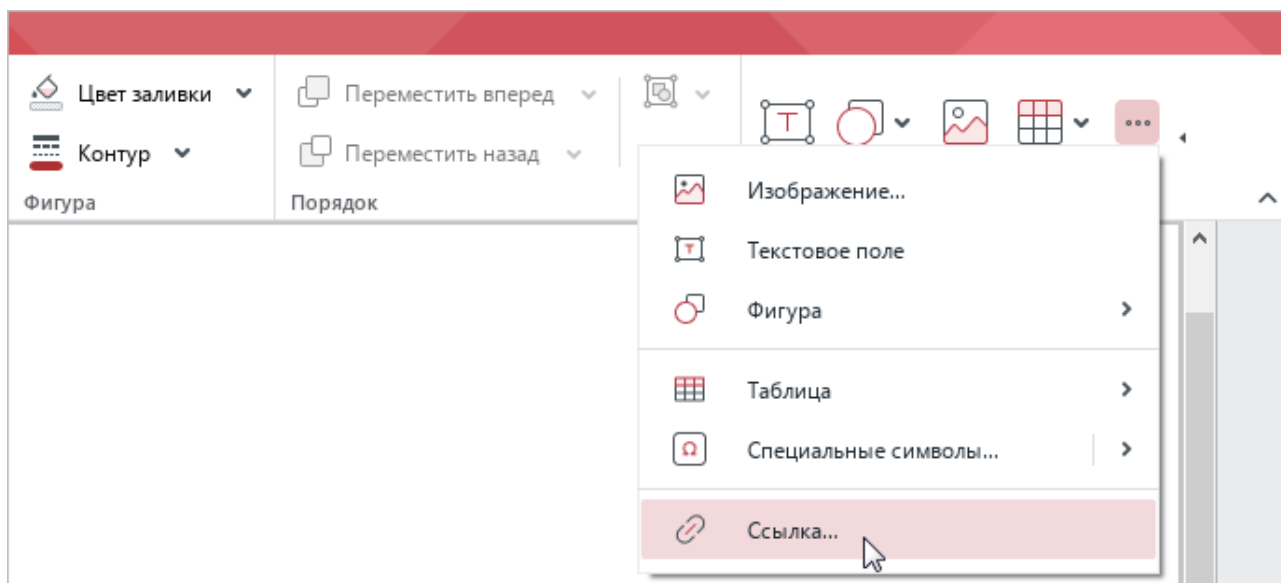 Цвет заливки
Контур
Фигура
Переместить вперед
Переместить назад
Порядок
Изображение...
Текстовое поле
Фигура
Таблица
Специальные символы...
Ссылка...